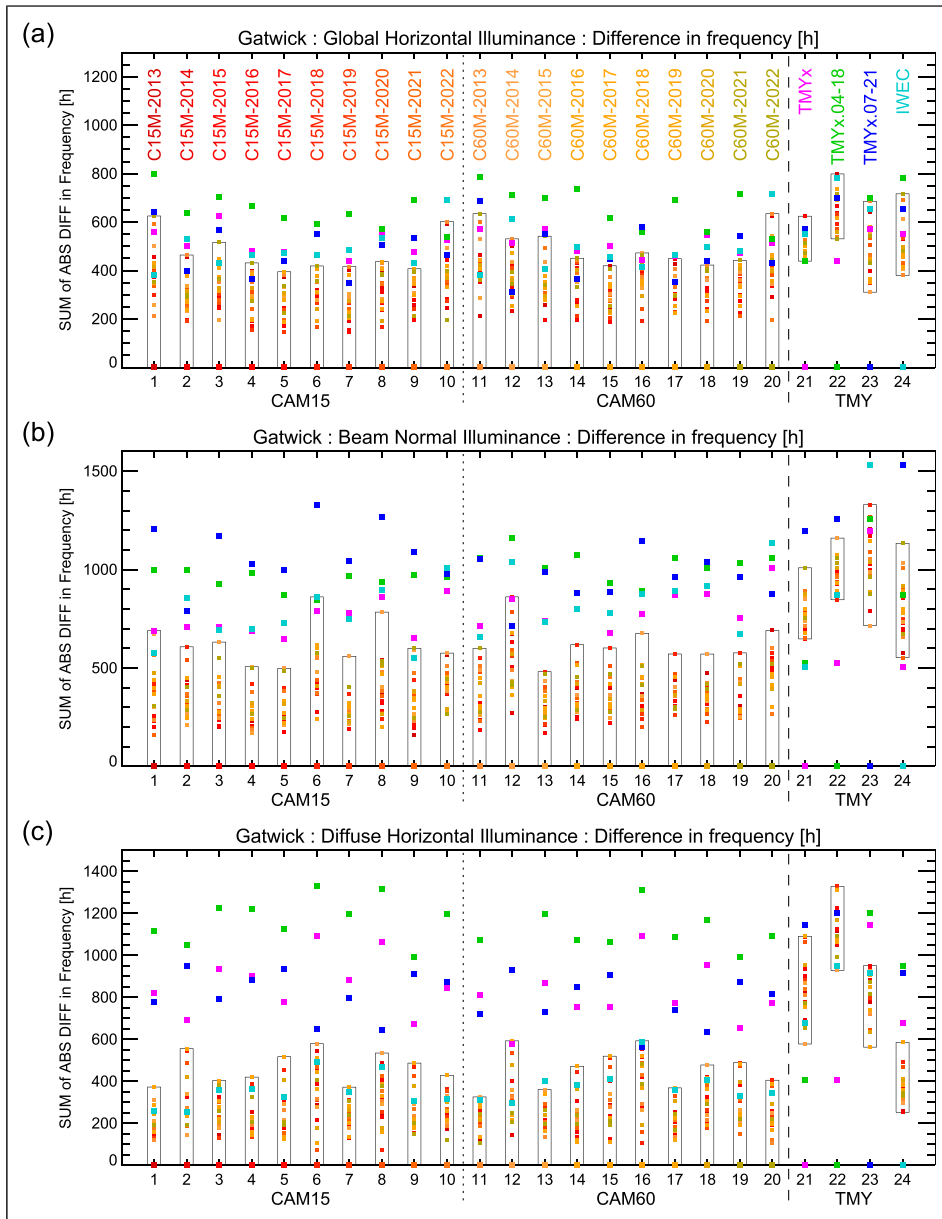 (a)
Gatwick : Global Horizontal Illuminance : Difference in frequency [h]
SUM of ABS DIFF in Frequency [h]
1200
1000
800
600
400
200
0
C15M-2013
C15M-2014
C15M-2015
C15M-2016
C15M-2017
C15M-2018
C15M-2019
C15M-2020
C15M-2021
C15M-2022
C60M-2013
C60M-2014
C60M-2015
C60M-2016
C60M-2017
C60M-2018
C60M-2019
C60M-2020
C60M-2021
C60M-2022
TMYx
TMYx.04-18
TMYx.07-21
IWEC
1 2 3 4 5 6 7 8 9 10 11 12 13 14 15 16 17 18 19 20 21 22 23 24
CAM15 CAM60 TMY
(b)
Gatwick : Beam Normal Illuminance : Difference in frequency [h]
SUM of ABS DIFF in Frequency [h]
1500
1000
500
0
1 2 3 4 5 6 7 8 9 10 11 12 13 14 15 16 17 18 19 20 21 22 23 24
CAM15 CAM60 TMY
(c)
Gatwick : Diffuse Horizontal Illuminance : Difference in frequency [h]
SUM of ABS DIFF in Frequency [h]
1400
1200
1000
800
600
400
200
0
1 2 3 4 5 6 7 8 9 10 11 12 13 14 15 16 17 18 19 20 21 22 23 24
CAM15 CAM60 TMY